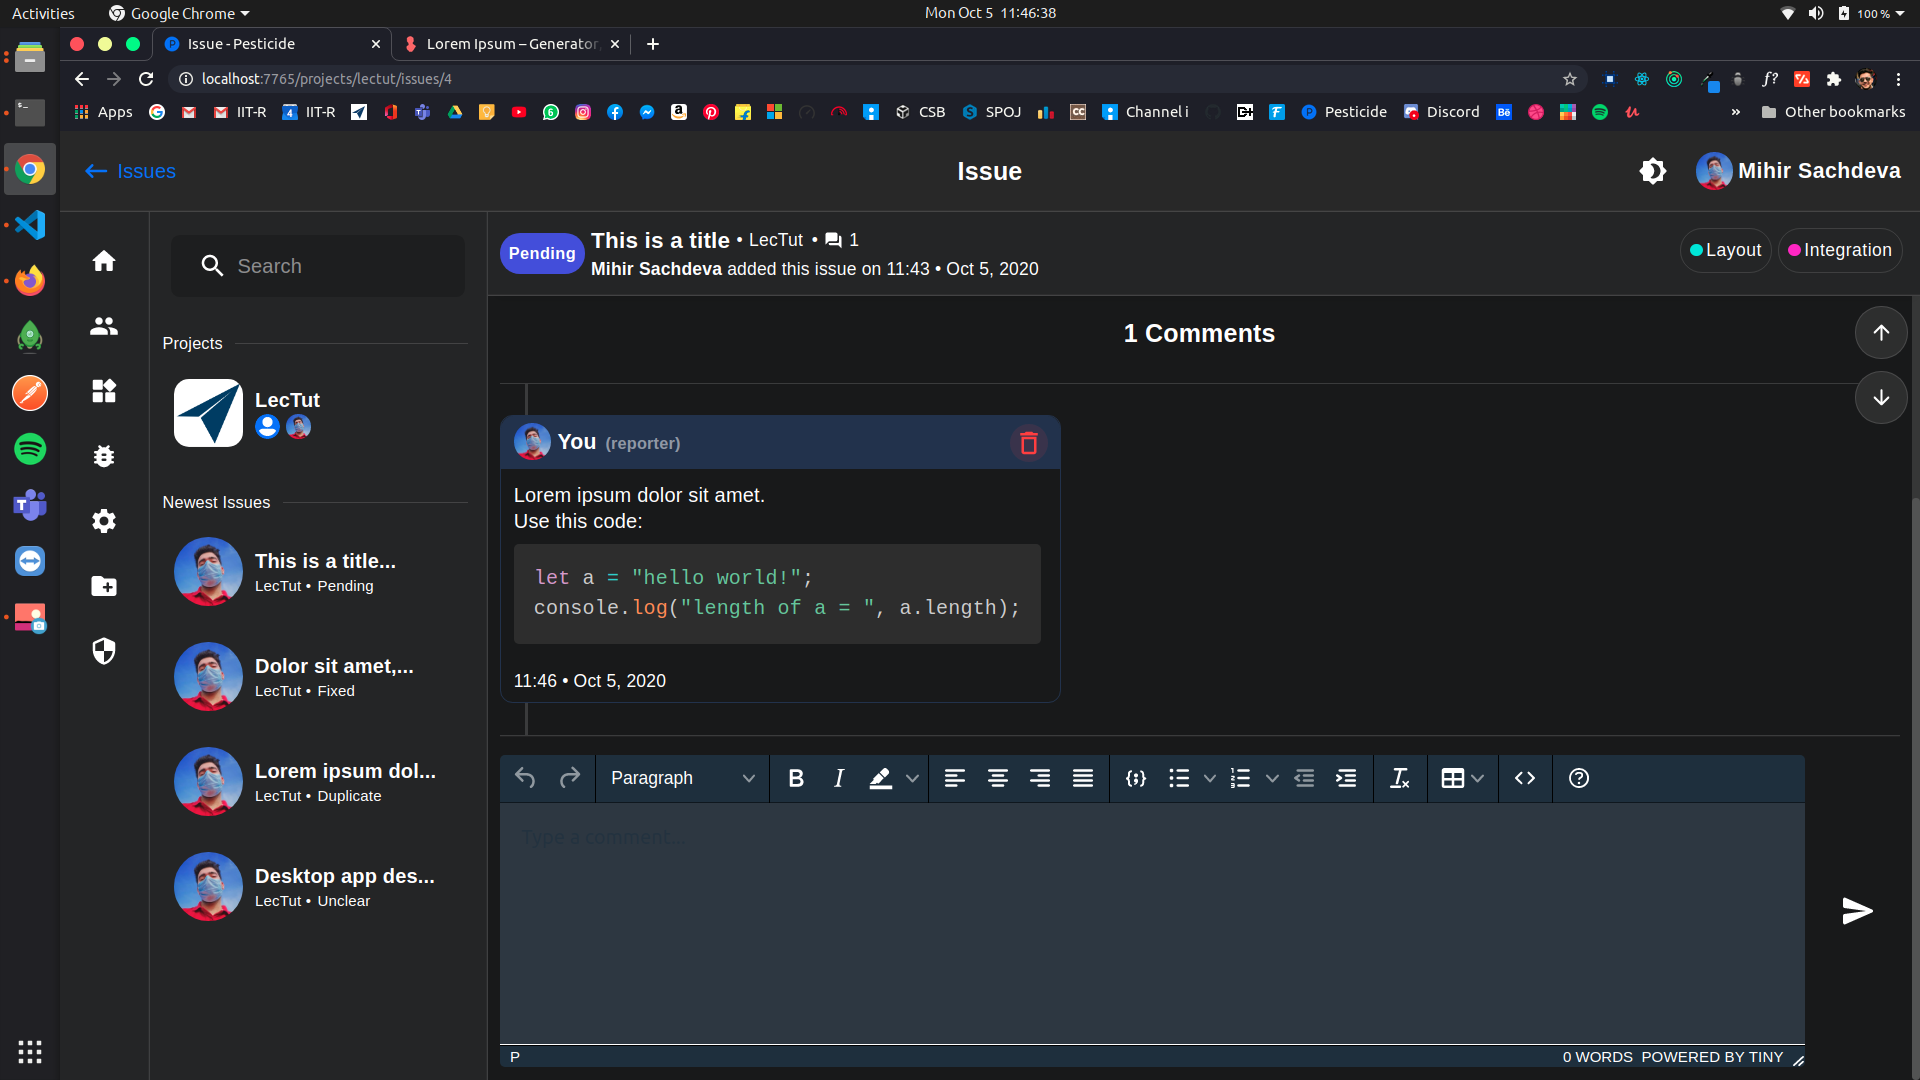 Activities
Google Chrome
Mon Oct 5 11:46:38
100 %
Issue - Pesticide
Lorem Ipsum – Generator,
localhost:7765/projects/lectut/issues/4
f?
Apps
IIT-R
4
IIT-R
6
CSB
SPOJ
CC
Channel i
G+
F
Pesticide
Discord
Bē
»
Other bookmarks
Issues
Issue
Mihir Sachdeva
Pending
This is a title • LecTut • 1
Mihir Sachdeva added this issue on 11:43 • Oct 5, 2020
Layout
Integration
Search
Projects
LecTut
Newest Issues
This is a title...
LecTut • Pending
Dolor sit amet,...
LecTut • Fixed
Lorem ipsum dol...
LecTut • Duplicate
Desktop app des...
LecTut • Unclear
1 Comments
You (reporter)
Lorem ipsum dolor sit amet.
Use this code:
let a = "hello world!";
console.log("length of a = ", a.length);
11:46 • Oct 5, 2020
Paragraph
B
I
Type a comment...
P
0 WORDS POWERED BY TINY